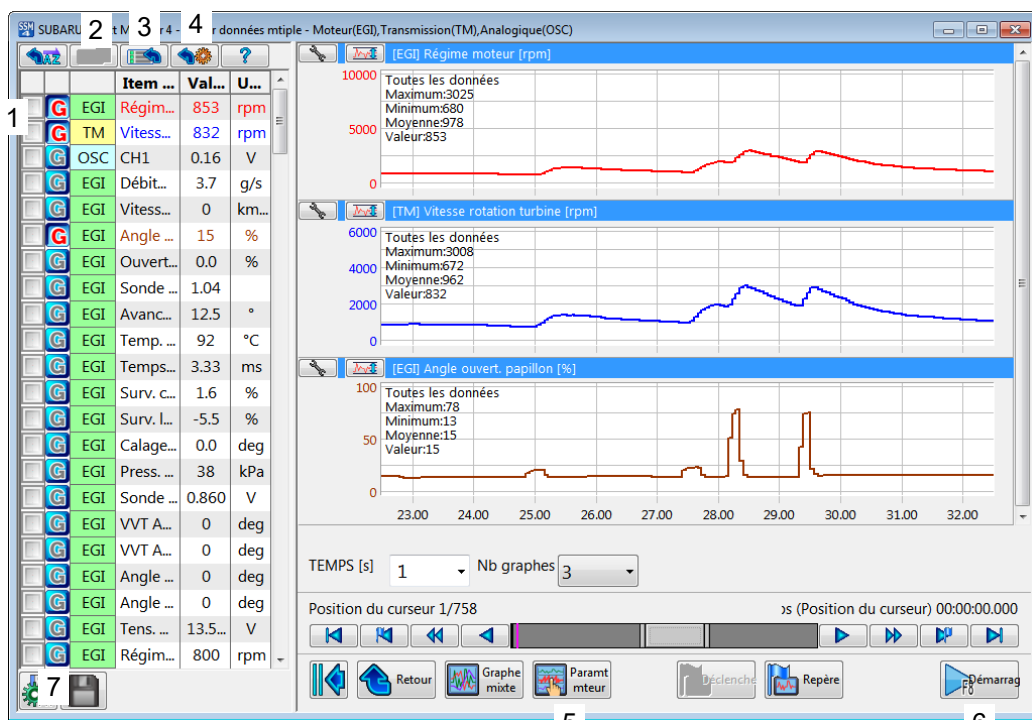 SUBARU t M r 4 - r données mtiple - Moteur(EGI),Transmission(TM),Analogique(OSC)
2 3 4
AZ ?
Item ... Val... U...
1
G EGI Régim... 853 rpm
G TM Vitess... 832 rpm
G OSC CH1 0.16 V
G EGI Débit... 3.7 g/s
G EGI Vitess... 0 km...
G EGI Angle ... 15 %
G EGI Ouvert... 0.0 %
G EGI Sonde ... 1.04
G EGI Avanc... 12.5 °
G EGI Temp. ... 92 °C
G EGI Temps... 3.33 ms
G EGI Surv. c... 1.6 %
G EGI Surv. l... -5.5 %
G EGI Calage... 0.0 deg
G EGI Press. ... 38 kPa
G EGI Sonde ... 0.860 V
G EGI VVT A... 0 deg
G EGI VVT A... 0 deg
G EGI Angle ... 0 deg
G EGI Angle ... 0 deg
G EGI Tens. ... 13.5... V
G EGI Régim... 800 rpm
7
[EGI] Régime moteur [rpm]
10000
5000
0
Toutes les données
Maximum:3025
Minimum:680
Moyenne:978
Valeur:853
[TM] Vitesse rotation turbine [rpm]
6000
4000
2000
0
Toutes les données
Maximum:3008
Minimum:672
Moyenne:962
Valeur:832
[EGI] Angle ouvert. papillon [%]
100
50
0
Toutes les données
Maximum:78
Minimum:13
Moyenne:15
Valeur:15
23.00 24.00 25.00 26.00 27.00 28.00 29.00 30.00 31.00 32.00
TEMPS [s] 1 Nb graphes 3
Position du curseur 1/758 os (Position du curseur) 00:00:00.000
Retour
Graphe mixte
Paramt mteur
Déclenche
Repère
F8 Démarrag
5 6